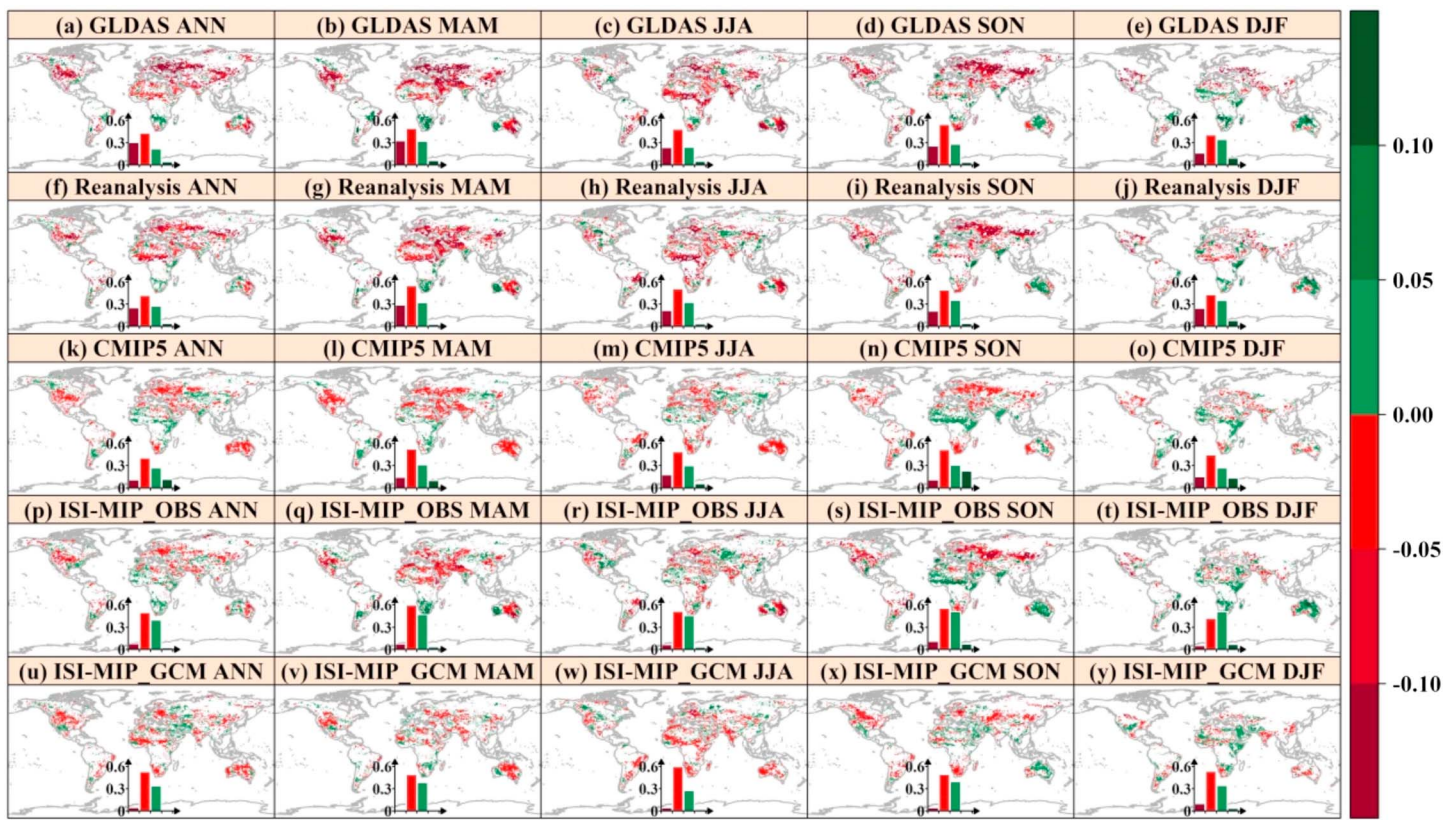 (a) GLDAS ANN (b) GLDAS MAM (c) GLDAS JJA (d) GLDAS SON (e) GLDAS DJF
0.6 0.6 0.6 0.6 0.6
0.3 0.3 0.3 0.3 0.3
0 0 0 0 0
0.10
(f) Reanalysis ANN (g) Reanalysis MAM (h) Reanalysis JJA (i) Reanalysis SON (j) Reanalysis DJF
0.6 0.6 0.6 0.6 0.6
0.05
0.3 0.3 0.3 0.3 0.3
0 0 0 0 0
(k) CMIP5 ANN (l) CMIP5 MAM (m) CMIP5 JJA (n) CMIP5 SON (o) CMIP5 DJF
0.00
0.6 0.6 0.6 0.6 0.6
0.3 0.3 0.3 0.3 0.3
0 0 0 0 0
(p) ISI-MIP_OBS ANN (q) ISI-MIP_OBS MAM (r) ISI-MIP_OBS JJA (s) ISI-MIP_OBS SON (t) ISI-MIP_OBS DJF
-0.05
0.6 0.6 0.6 0.6 0.6
0.3 0.3 0.3 0.3 0.3
0 0 0 0 0
(u) ISI-MIP_GCM ANN (v) ISI-MIP_GCM MAM (w) ISI-MIP_GCM JJA (x) ISI-MIP_GCM SON (y) ISI-MIP_GCM DJF
-0.10
0.6 0.6 0.6 0.6 0.6
0.3 0.3 0.3 0.3 0.3
0 0 0 0 0